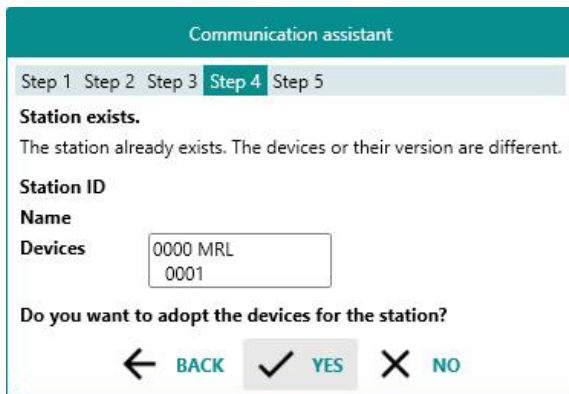 Communication assistant
Step 1 Step 2 Step 3 Step 4 Step 5
Station exists.
The station already exists. The devices or their version are different.
Station ID
Name
Devices 0000 MRL
0001
Do you want to adopt the devices for the station?
BACK YES NO